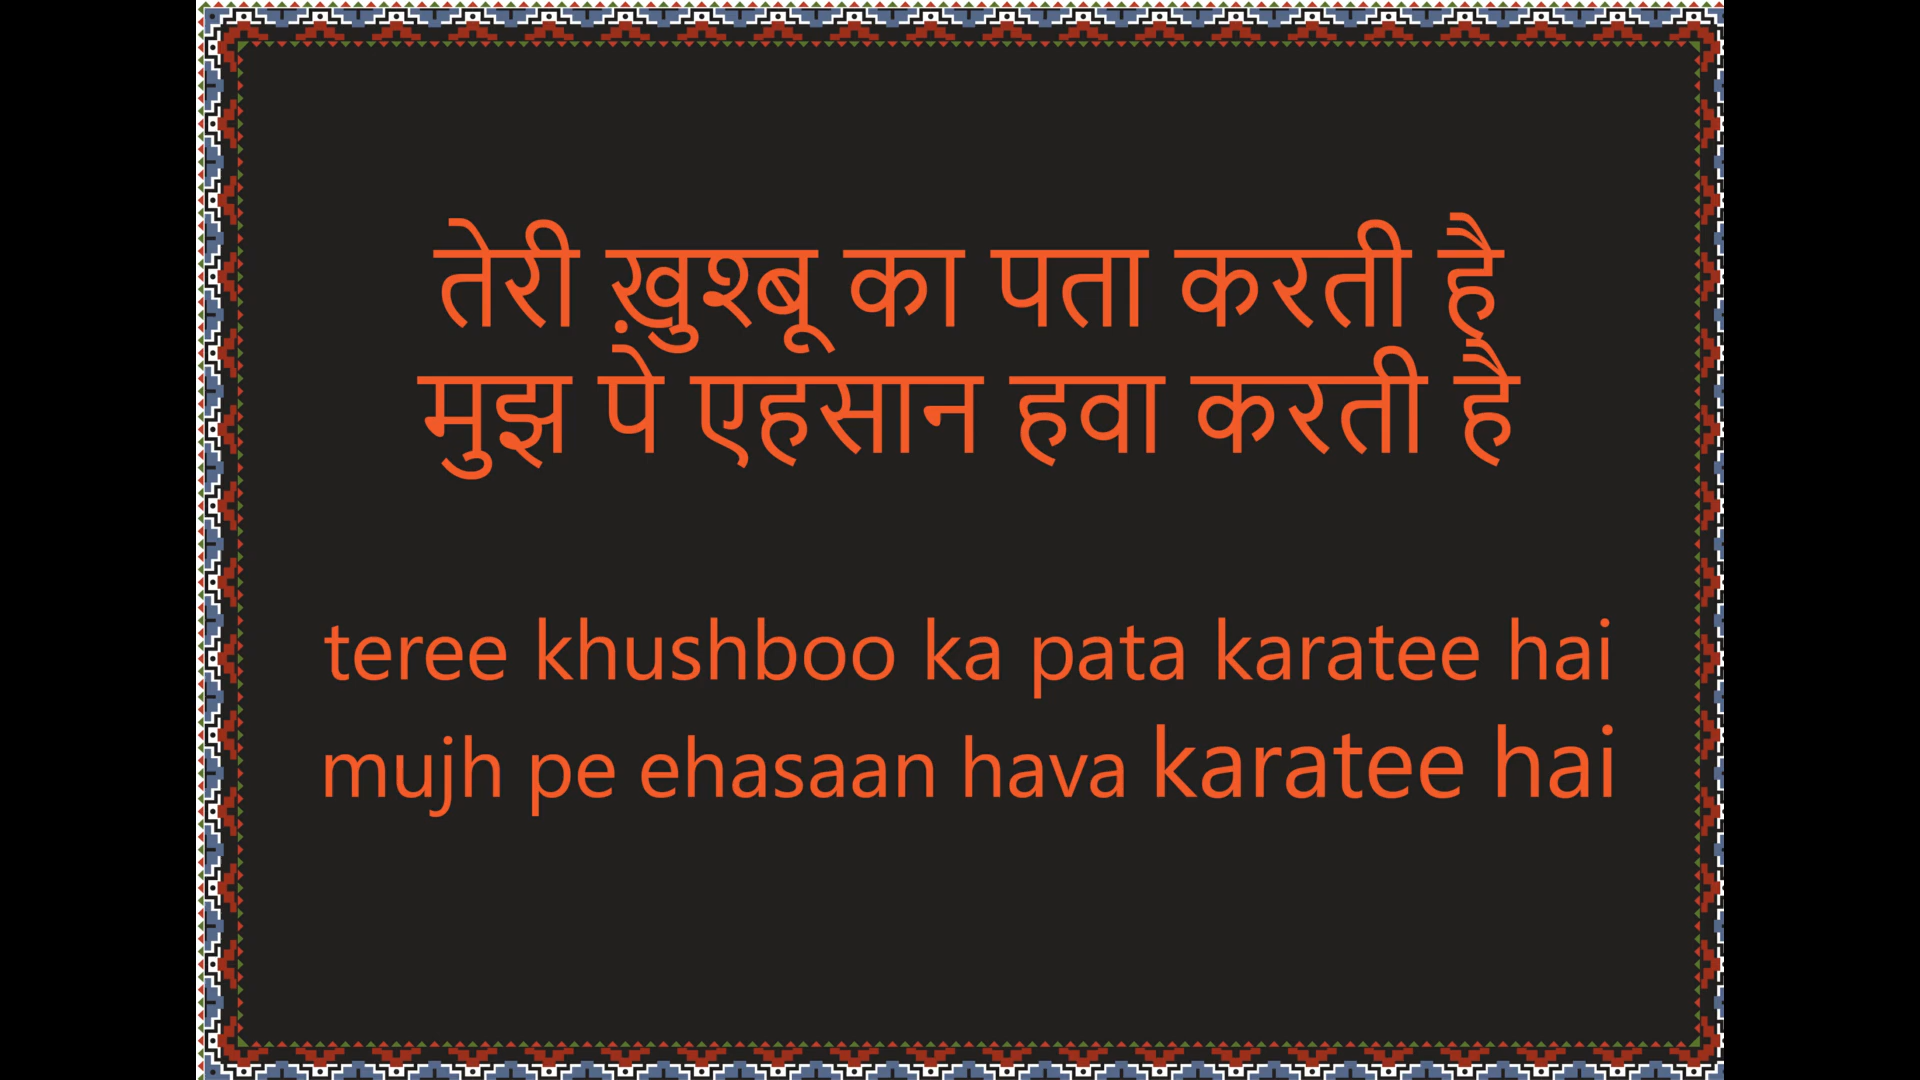 तेरी ख़ुश्बू का पता करती है
मुझ पे एहसान हवा करती है
teree khushboo ka pata karatee hai
mujh pe ehasaan hava karatee hai